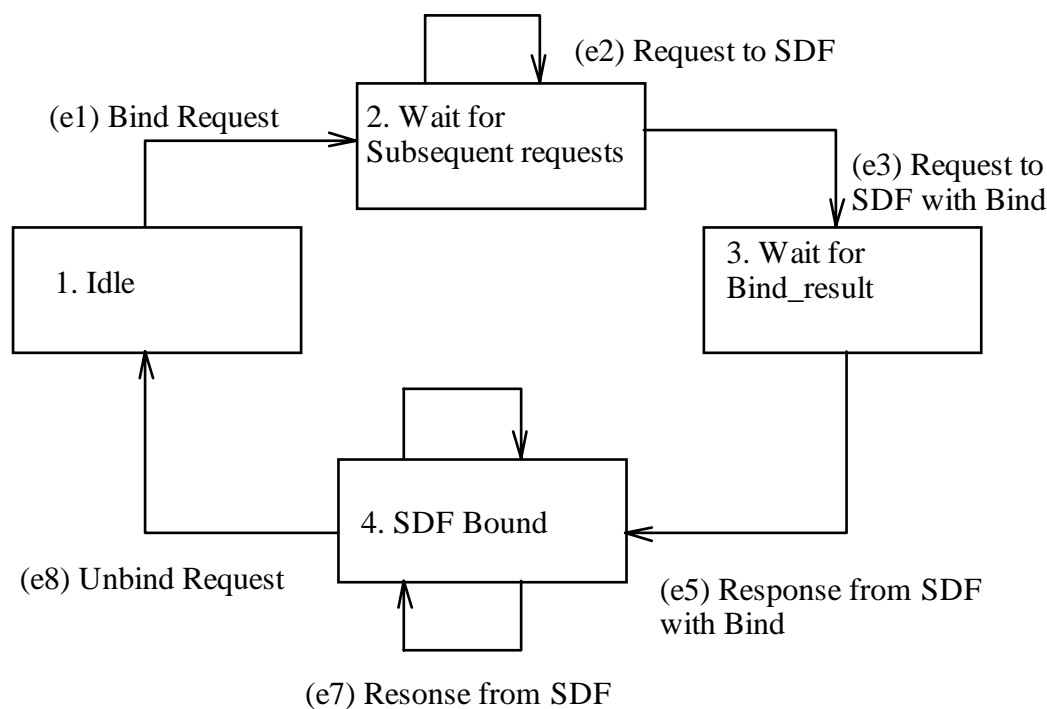 (e2) Request to SDF
(e1) Bind Request
2. Wait for
Subsequent requests
(e3) Request to
SDF with Bind
1. Idle
3. Wait for
Bind_result
4. SDF Bound
(e8) Unbind Request
(e5) Response from SDF
with Bind
(e7) Resonse from SDF